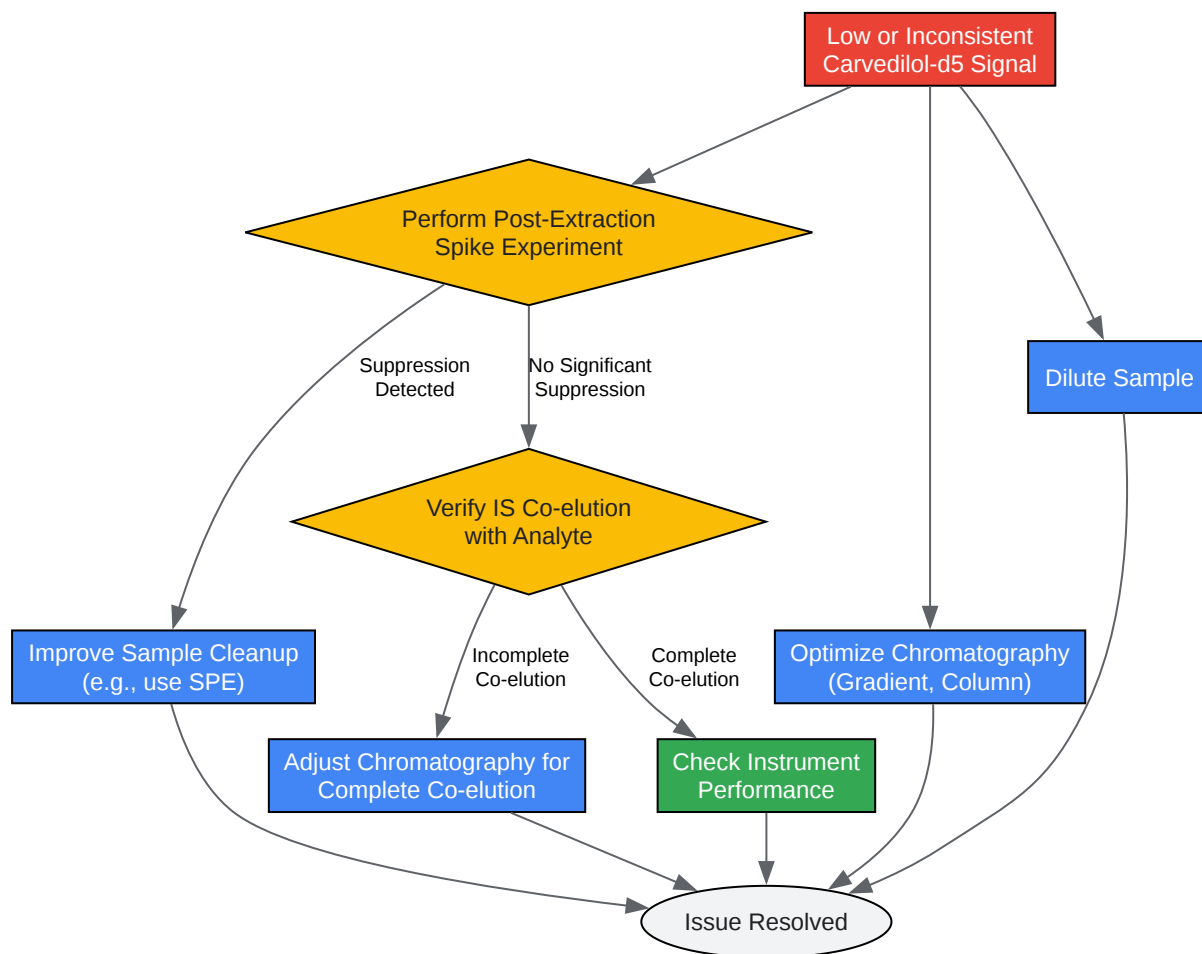 Low or Inconsistent
Carvedilol-d5 Signal
Perform Post-Extraction
Spike Experiment
Suppression
Detected
No Significant
Suppression
Dilute Sample
Verify IS Co-elution
with Analyte
Improve Sample Cleanup
(e.g., use SPE)
Incomplete
Co-elution
Complete
Co-elution
Optimize Chromatography
(Gradient, Column)
Adjust Chromatography for
Complete Co-elution
Check Instrument
Performance
Issue Resolved